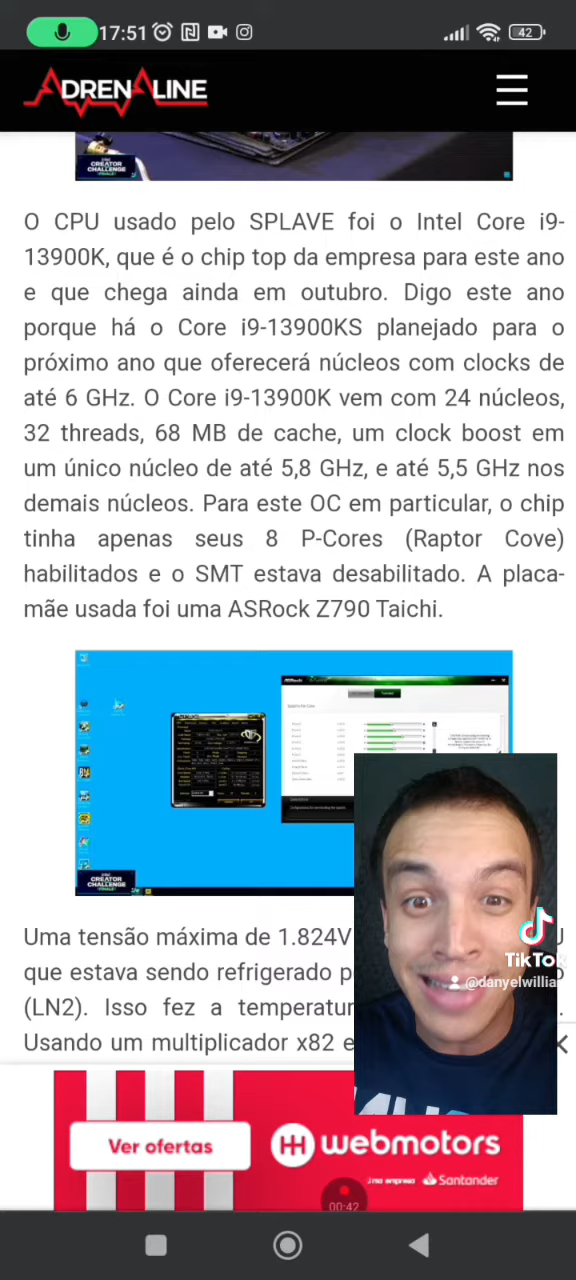 17:51
42
ADRENALINE
CREATOR
CHALLENGE
O CPU usado pelo SPLAVE foi o Intel Core i9-
13900K, que é o chip top da empresa para este ano
e que chega ainda em outubro. Digo este ano
porque há o Core i9-13900KS planejado para o
próximo ano que oferecerá núcleos com clocks de
até 6 GHz. O Core i9-13900K vem com 24 núcleos,
32 threads, 68 MB de cache, um clock boost em
um único núcleo de até 5,8 GHz, e até 5,5 GHz nos
demais núcleos. Para este OC em particular, o chip
tinha apenas seus 8 P-Cores (Raptor Cove)
habilitados e o SMT estava desabilitado. A placa-
mãe usada foi uma ASRock Z790 Taichi.
CREATOR
CHALLENGE
Uma tensão máxima de 1.824V
que estava sendo refrigerado p
(LN2). Isso fez a temperatur
Usando um multiplicador x82 e
TikTok
@danyelwillia
Ver ofertas
webmotors
Santander
00:42